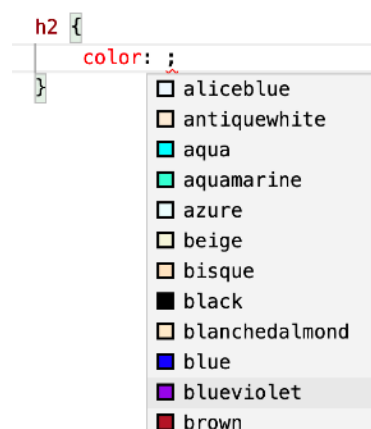 h2 {
color: ;
}
aliceblue
antiquewhite
aqua
aquamarine
azure
beige
bisque
black
blanchedalmond
blue
blueviolet
brown